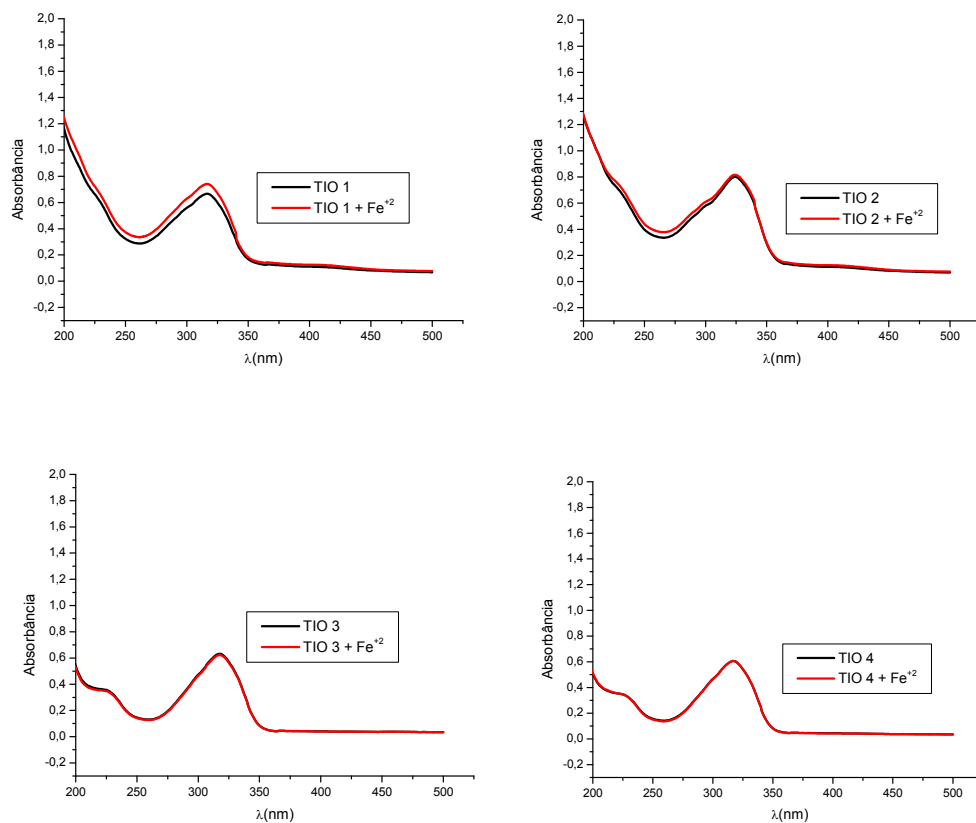 2,0
1,8
1,6
1,4
1,2
1,0
0,8
0,6
0,4
0,2
0,0
-0,2
Absorbância
TIO 1
TIO 1 + Fe⁺²
200 250 300 350 400 450 500
λ(nm)
2,0
1,8
1,6
1,4
1,2
1,0
0,8
0,6
0,4
0,2
0,0
-0,2
Absorbância
TIO 2
TIO 2 + Fe⁺²
200 250 300 350 400 450 500
λ(nm)
2,0
1,8
1,6
1,4
1,2
1,0
0,8
0,6
0,4
0,2
0,0
-0,2
Absorbância
TIO 3
TIO 3 + Fe⁺²
200 250 300 350 400 450 500
λ(nm)
2,0
1,8
1,6
1,4
1,2
1,0
0,8
0,6
0,4
0,2
0,0
-0,2
Absorbância
TIO 4
TIO 4 + Fe⁺²
200 250 300 350 400 450 500
λ(nm)